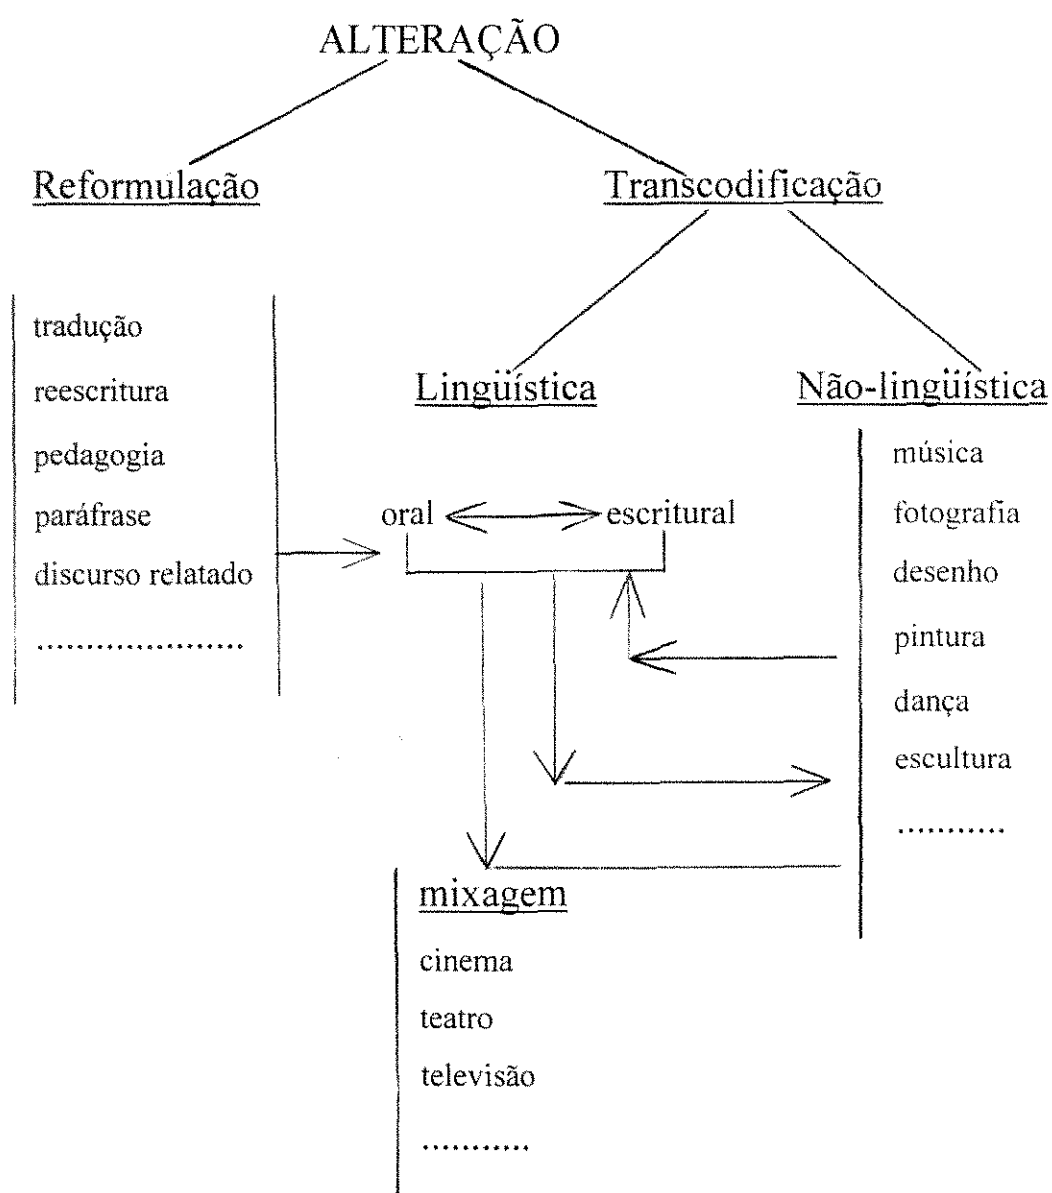 ALTERAÇÃO
Reformulação
Transcodificação
tradução
reescritura
pedagogia
paráfrase
discurso relatado
.....................
Lingüística
Não-lingüística
oral
escritural
música
fotografia
desenho
pintura
dança
escultura
...........
mixagem
cinema
teatro
televisão
...........